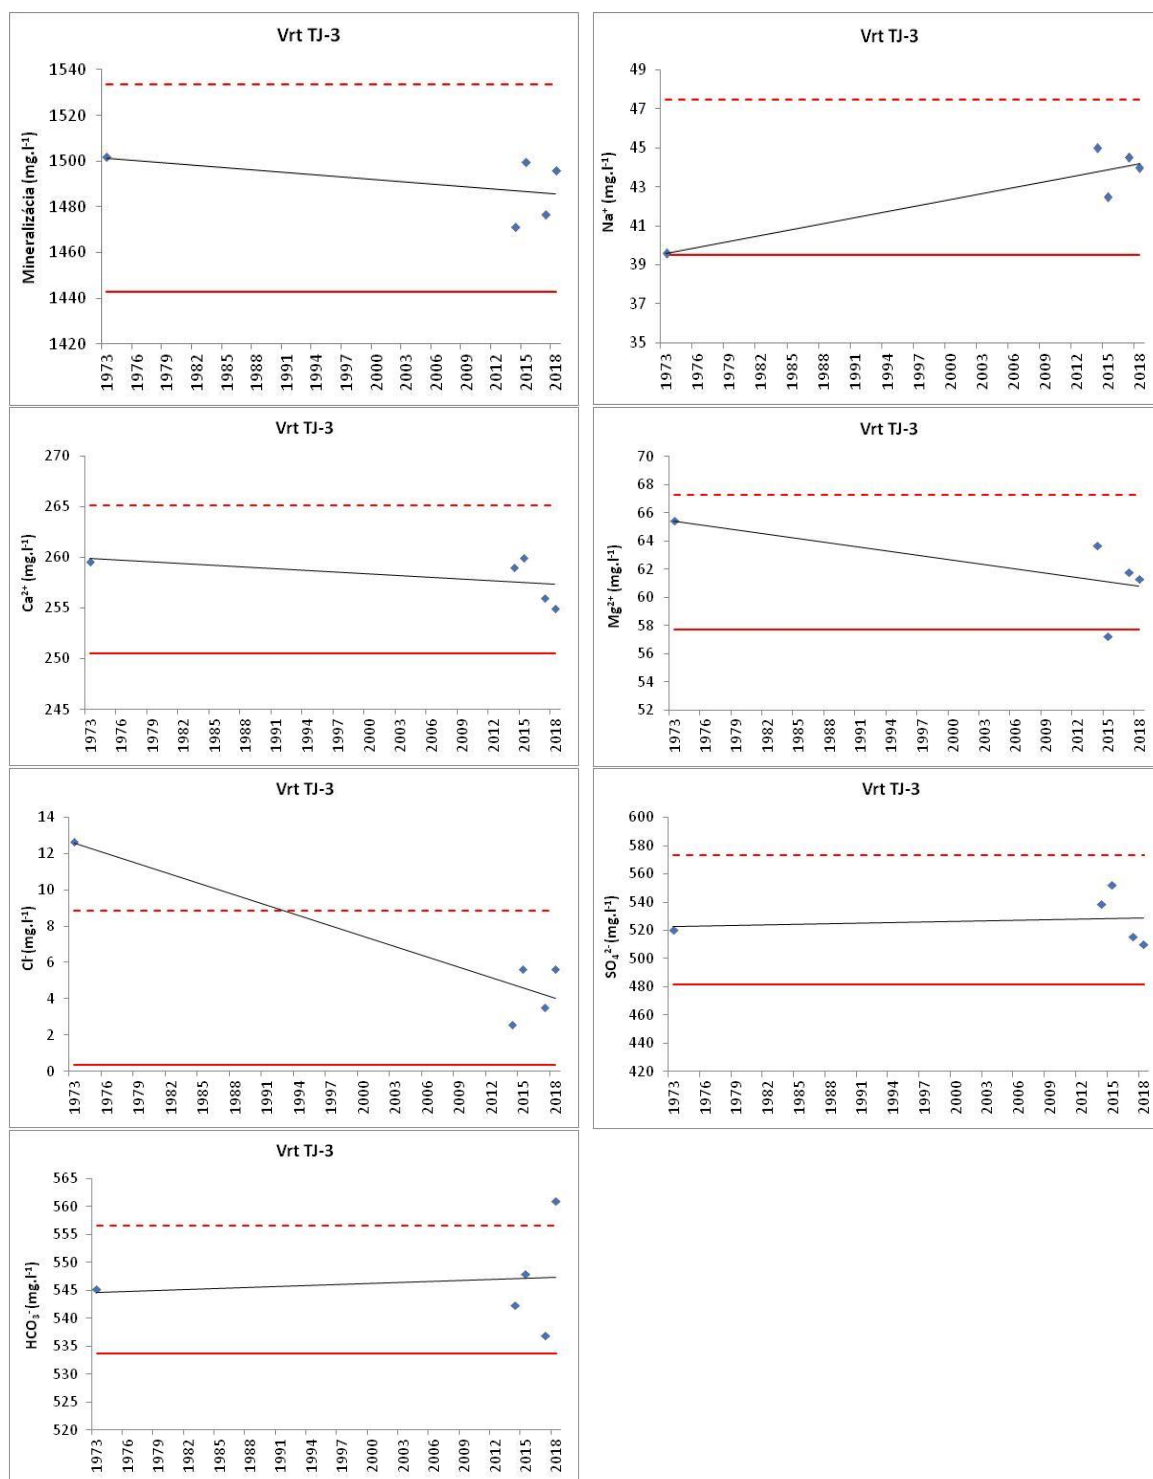 Vrt TJ-3
Mineralizácia (mg.l⁻¹)
1540
1520
1500
1480
1460
1440
1420
1973 1976 1979 1982 1985 1988 1991 1994 1997 2000 2003 2006 2009 2012 2015 2018
Vrt TJ-3
Na⁺ (mg.l⁻¹)
49
47
45
43
41
39
37
35
1973 1976 1979 1982 1985 1988 1991 1994 1997 2000 2003 2006 2009 2012 2015 2018
Vrt TJ-3
Ca²⁺ (mg.l⁻¹)
270
265
260
255
250
245
1973 1976 1979 1982 1985 1988 1991 1994 1997 2000 2003 2006 2009 2012 2015 2018
Vrt TJ-3
Mg²⁺ (mg.l⁻¹)
70
68
66
64
62
60
58
56
54
52
1973 1976 1979 1982 1985 1988 1991 1994 1997 2000 2003 2006 2009 2012 2015 2018
Vrt TJ-3
Cl⁻ (mg.l⁻¹)
14
12
10
8
6
4
2
0
1973 1976 1979 1982 1985 1988 1991 1994 1997 2000 2003 2006 2009 2012 2015 2018
Vrt TJ-3
SO₄²⁻ (mg.l⁻¹)
600
580
560
540
520
500
480
460
440
420
1973 1976 1979 1982 1985 1988 1991 1994 1997 2000 2003 2006 2009 2012 2015 2018
Vrt TJ-3
HCO₃⁻ (mg.l⁻¹)
565
560
555
550
545
540
535
530
525
520
1973 1976 1979 1982 1985 1988 1991 1994 1997 2000 2003 2006 2009 2012 2015 2018